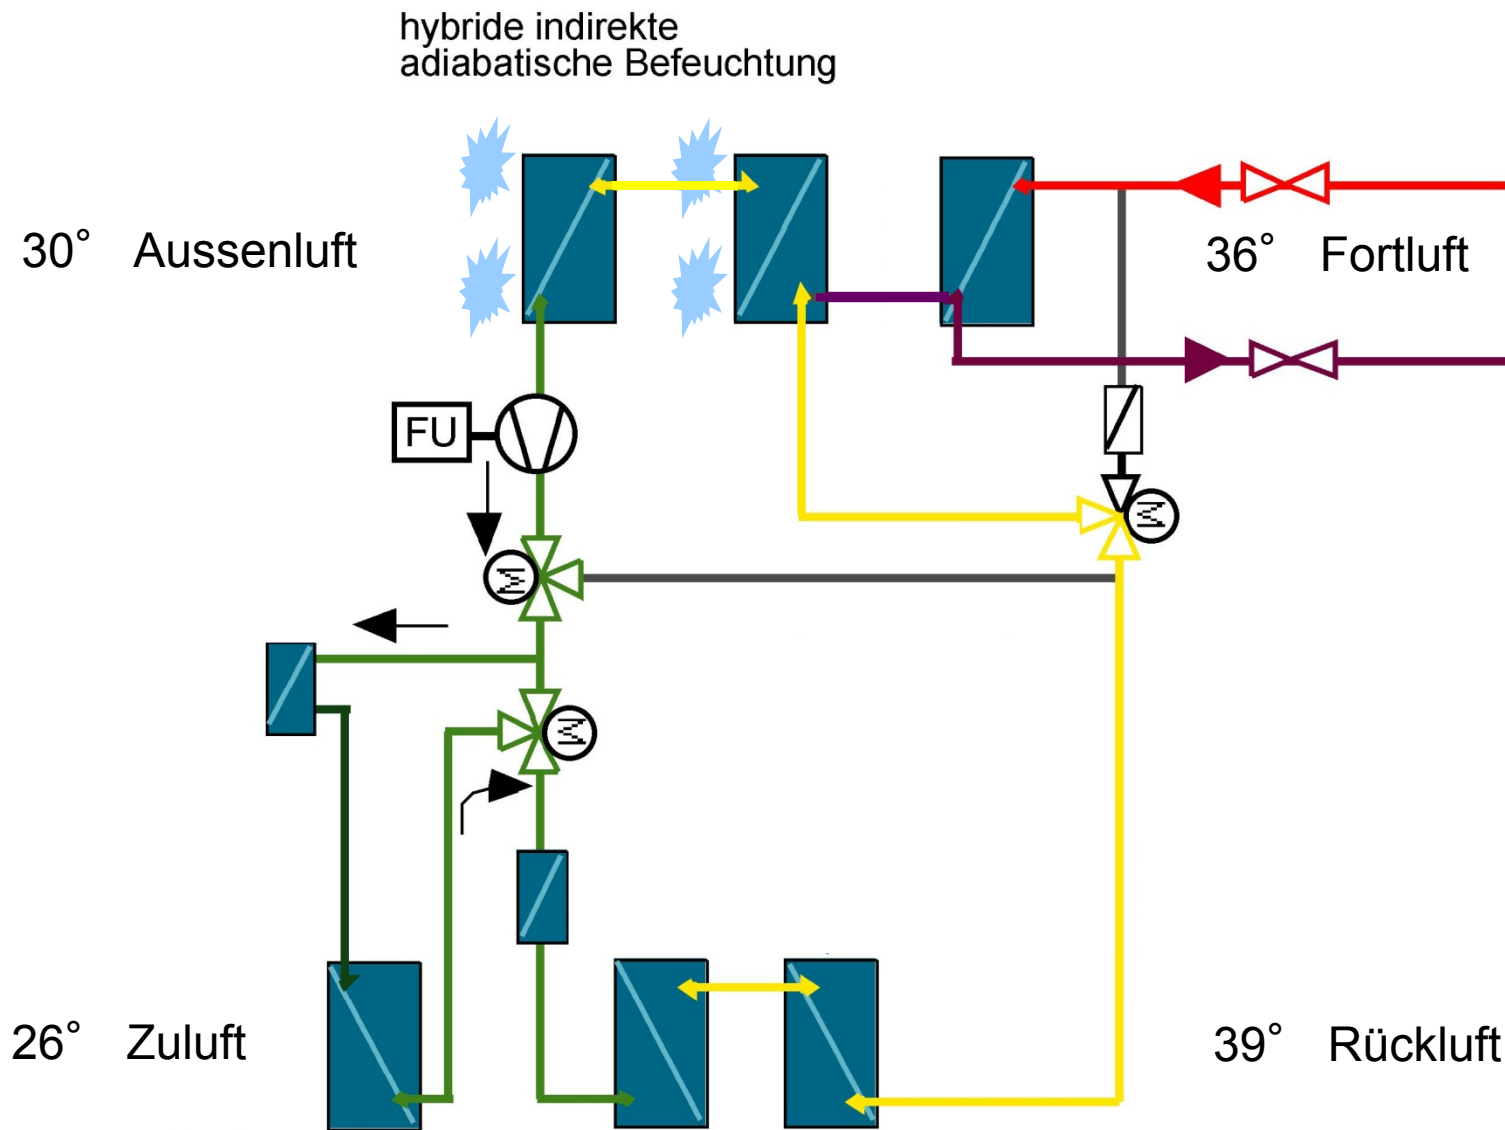 hybride indirekte
adiabatische Befeuchtung
30° Aussenluft
36° Fortluft
FU
M
M
M
26° Zuluft
39° Rückluft